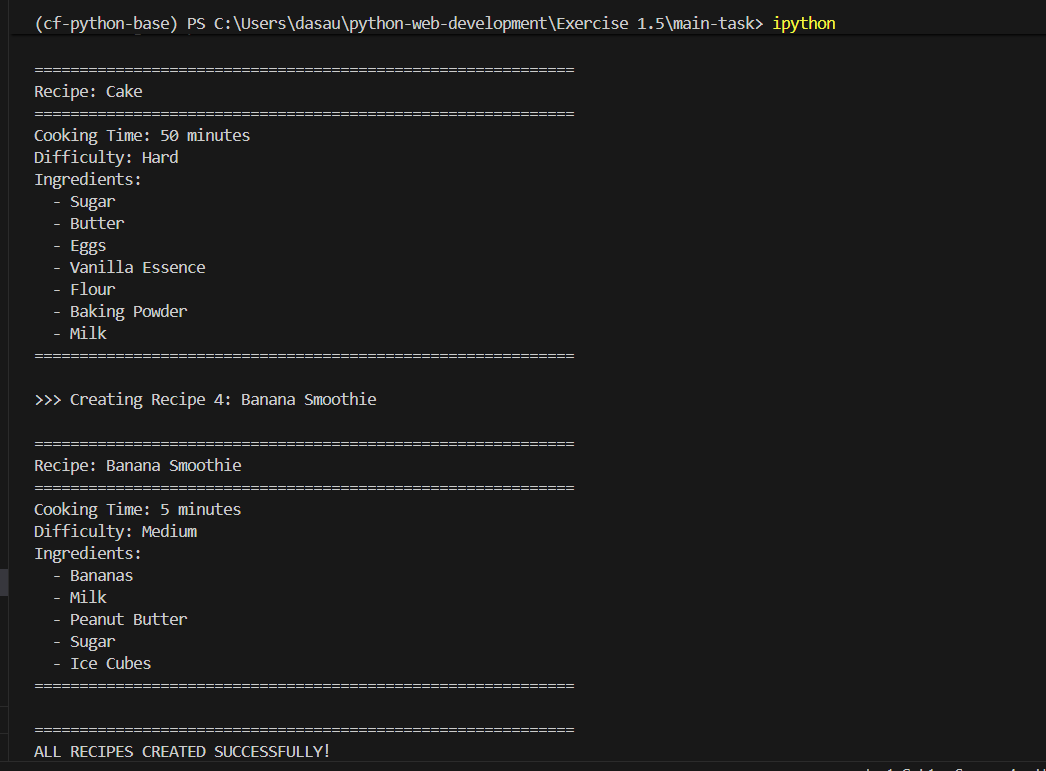 (cf-python-base) PS C:\Users\dasau\python-web-development\Exercise 1.5\main-task> ipython
============================================================
Recipe: Cake
============================================================
Cooking Time: 50 minutes
Difficulty: Hard
Ingredients:
  - Sugar
  - Butter
  - Eggs
  - Vanilla Essence
  - Flour
  - Baking Powder
  - Milk
============================================================
>>> Creating Recipe 4: Banana Smoothie
============================================================
Recipe: Banana Smoothie
============================================================
Cooking Time: 5 minutes
Difficulty: Medium
Ingredients:
  - Bananas
  - Milk
  - Peanut Butter
  - Sugar
  - Ice Cubes
============================================================
============================================================
ALL RECIPES CREATED SUCCESSFULLY!